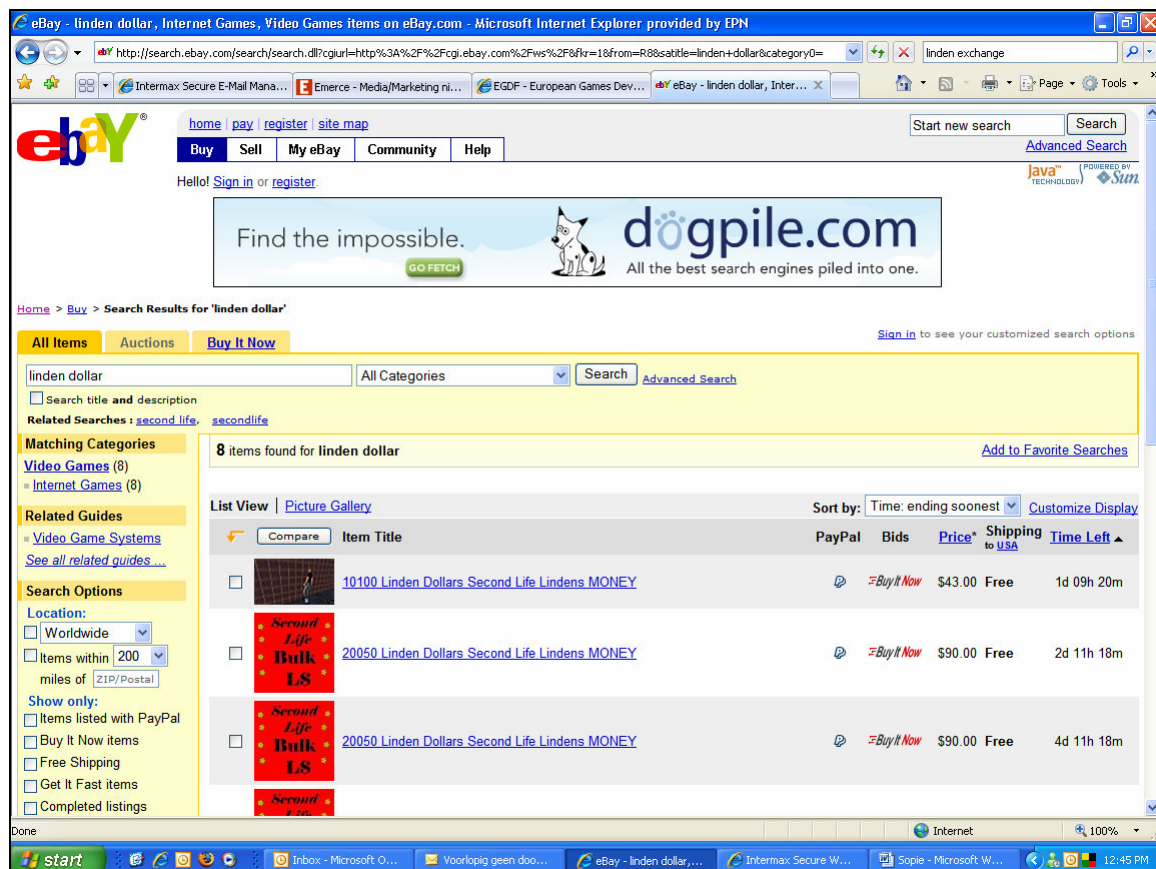 eBay - linden dollar, Internet Games, Video Games items on eBay.com - Microsoft Internet Explorer provided by EPN
http://search.ebay.com/search/search.dll?cgiurl=http%3A%2F%2Fcgi.ebay.com%2Fws%2F&fkr=1&from=R8&satitle=linden+dollar&category0=
linden exchange
Intermax Secure E-Mail Mana...
Emerce - Media/Marketing ni...
EGDF - European Games Dev...
eBay - linden dollar, Inter...
Page
Tools
ebaY®
home | pay | register | site map
Start new search
Search
Buy
Sell
My eBay
Community
Help
Advanced Search
Hello! Sign in or register.
Java™ TECHNOLOGY
POWERED BY Sun
Find the impossible.
GO FETCH
dogpile.com
All the best search engines piled into one.
Home > Buy > Search Results for 'linden dollar'
All Items
Auctions
Buy It Now
Sign in to see your customized search options
linden dollar
All Categories
Search
Advanced Search
Search title and description
Related Searches : second life, secondlife
Matching Categories
Video Games (8)
Internet Games (8)
Related Guides
Video Game Systems
See all related guides ...
Search Options
Location:
Worldwide
Items within 200
miles of ZIP/Postal
Show only:
Items listed with PayPal
Buy It Now items
Free Shipping
Get It Fast items
Completed listings
8 items found for linden dollar
Add to Favorite Searches
List View | Picture Gallery
Sort by: Time: ending soonest
Customize Display
Compare
Item Title
PayPal
Bids
Price*
Shipping to USA
Time Left
10100 Linden Dollars Second Life Lindens MONEY
Buy It Now
$43.00 Free
1d 09h 20m
Second
Life
Bulk
LS
20050 Linden Dollars Second Life Lindens MONEY
Buy It Now
$90.00 Free
2d 11h 18m
Second
Life
Bulk
LS
20050 Linden Dollars Second Life Lindens MONEY
Buy It Now
$90.00 Free
4d 11h 18m
Second
Done
Internet
100%
start
Inbox - Microsoft O...
Voorlopig geen doo...
eBay - linden dollar,...
Intermax Secure W...
Sopie - Microsoft W...
12:45 PM